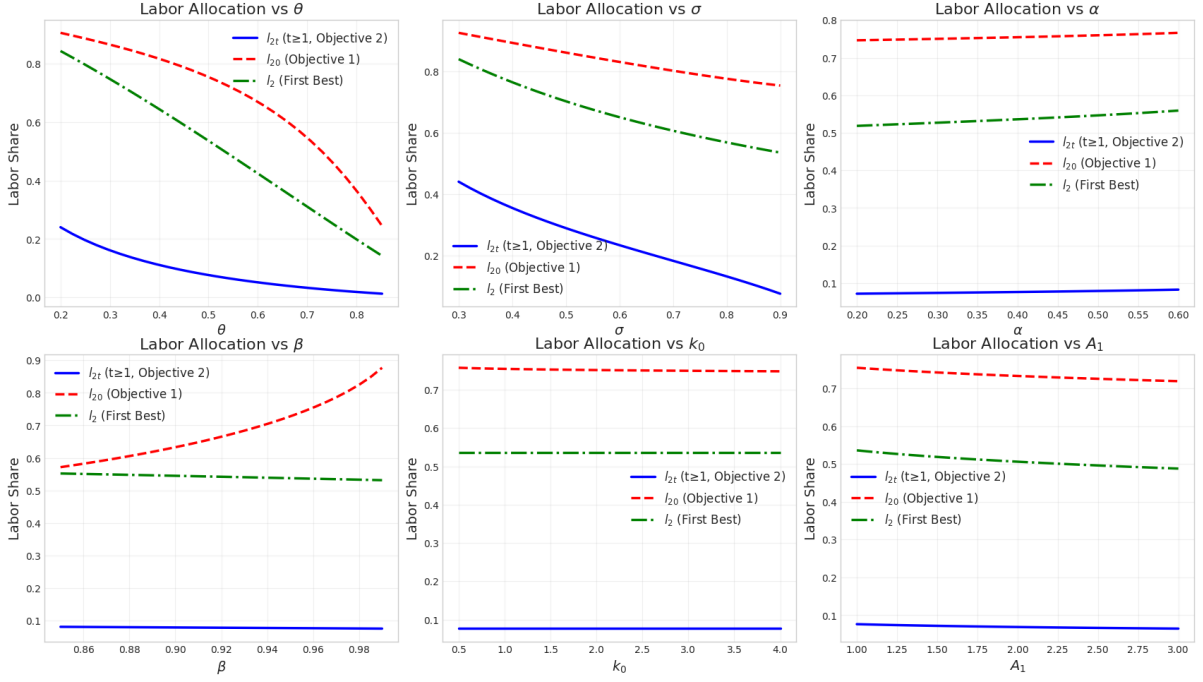 Labor Allocation vs θ
Labor Share
0.0
0.2
0.4
0.6
0.8
l₂ₜ (t≥1, Objective 2)
l₂₀ (Objective 1)
l₂ (First Best)
0.2 0.3 0.4 0.5 0.6 0.7 0.8
θ
Labor Allocation vs σ
Labor Share
0.2
0.4
0.6
0.8
l₂ₜ (t≥1, Objective 2)
l₂₀ (Objective 1)
l₂ (First Best)
0.3 0.4 0.5 0.6 0.7 0.8 0.9
σ
Labor Allocation vs α
Labor Share
0.8
0.7
0.6
0.5
0.4
0.3
0.2
0.1
l₂ₜ (t≥1, Objective 2)
l₂₀ (Objective 1)
l₂ (First Best)
0.20 0.25 0.30 0.35 0.40 0.45 0.50 0.55 0.60
α
Labor Allocation vs β
Labor Share
0.9
0.8
0.7
0.6
0.5
0.4
0.3
0.2
0.1
l₂ₜ (t≥1, Objective 2)
l₂₀ (Objective 1)
l₂ (First Best)
0.86 0.88 0.90 0.92 0.94 0.96 0.98
β
Labor Allocation vs k₀
Labor Share
0.7
0.6
0.5
0.4
0.3
0.2
0.1
l₂ₜ (t≥1, Objective 2)
l₂₀ (Objective 1)
l₂ (First Best)
0.5 1.0 1.5 2.0 2.5 3.0 3.5 4.0
k₀
Labor Allocation vs A₁
Labor Share
0.7
0.6
0.5
0.4
0.3
0.2
0.1
l₂ₜ (t≥1, Objective 2)
l₂₀ (Objective 1)
l₂ (First Best)
1.00 1.25 1.50 1.75 2.00 2.25 2.50 2.75 3.00
A₁